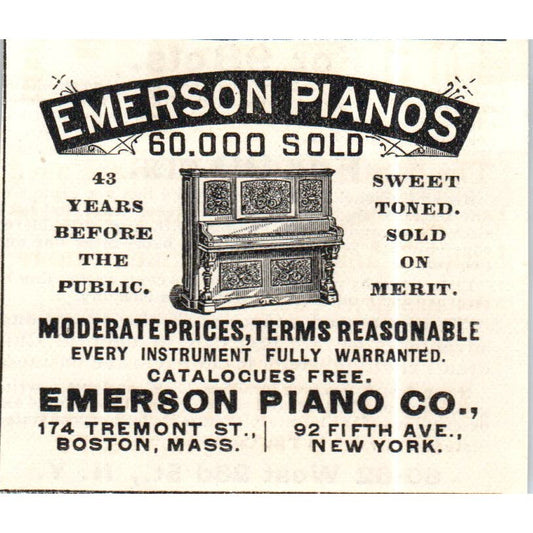 EMERSON PIANOS
60.000 SOLD
43
YEARS
BEFORE
THE
PUBLIC.
SWEET
TONED.
SOLD
ON
MERIT.
MODERATE PRICES, TERMS REASONABLE
EVERY INSTRUMENT FULLY WARRANTED.
CATALOGUES FREE.
EMERSON PIANO CO.,
174 TREMONT ST.,
BOSTON, MASS.
92 FIFTH AVE.,
NEW YORK.